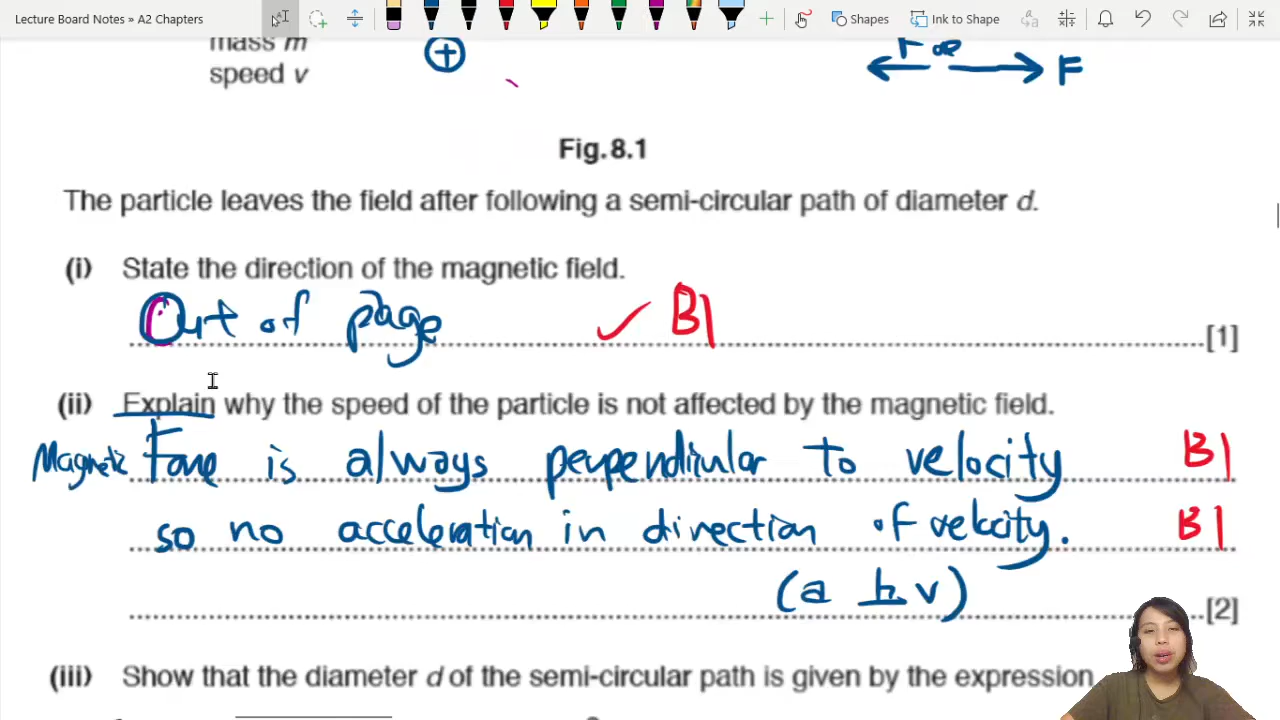 Lecture Board Notes » A2 Chapters
Shapes
Ink to Shape
mass m
speed v
+
F
Fig. 8.1
The particle leaves the field after following a semi-circular path of diameter d.
(i) State the direction of the magnetic field.
Out of page ✓ B1
[1]
(ii) Explain why the speed of the particle is not affected by the magnetic field.
Magnetic Force is always perpendicular to velocity B1
so no acceleration in direction of velocity. B1
(a ⊥ v)
[2]
(iii) Show that the diameter d of the semi-circular path is given by the expression